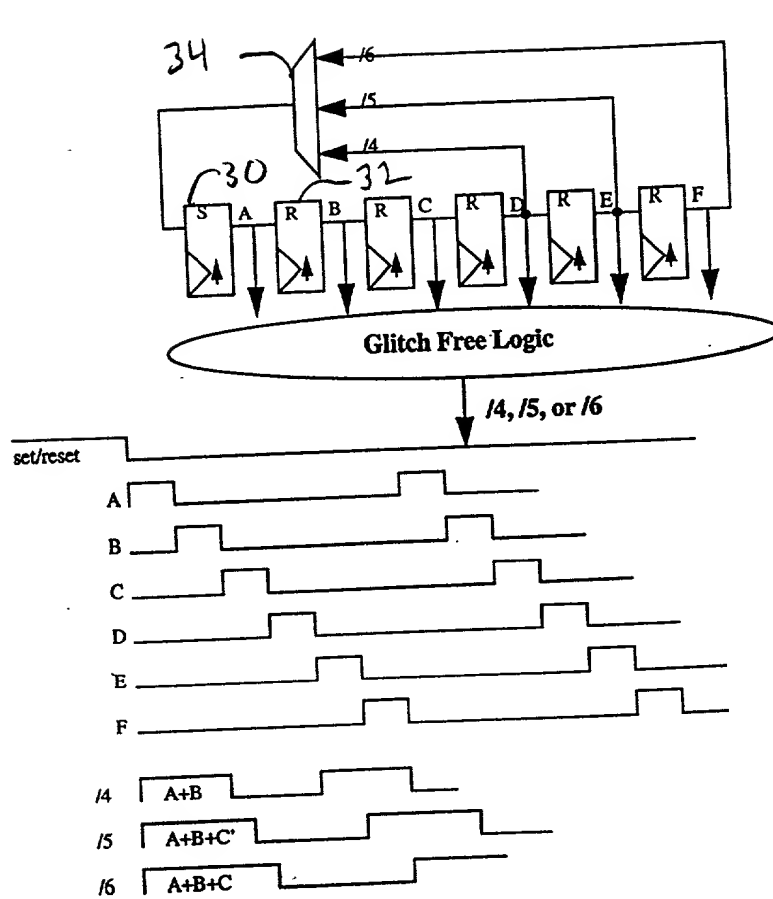 34
/6
/5
/4
30
32
S A R B R C R D R E R F
Glitch Free Logic
/4, /5, or /6
set/reset
A
B
C
D
E
F
/4 A+B
/5 A+B+C'
/6 A+B+C